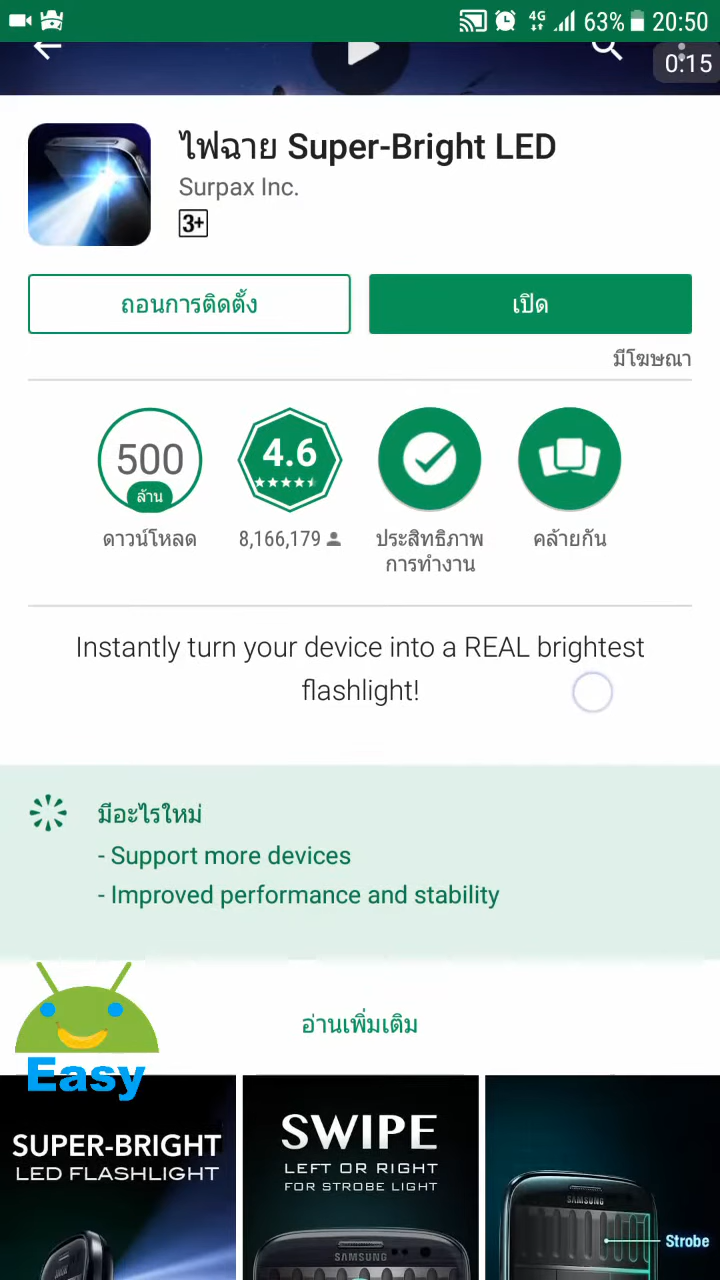 4G 63% 20:50
0:15
ไฟฉาย Super-Bright LED
Surpax Inc.
3+
ถอนการติดตั้ง
เปิด
มีโฆษณา
500
ล้าน
4.6
ดาวน์โหลด
8,166,179
ประสิทธิภาพ
การทำงาน
คล้ายกัน
Instantly turn your device into a REAL brightest
flashlight!
มีอะไรใหม่
- Support more devices
- Improved performance and stability
อ่านเพิ่มเติม
Easy
SUPER-BRIGHT
LED FLASHLIGHT
SWIPE
LEFT OR RIGHT
FOR STROBE LIGHT
SAMSUNG
SAMSUNG
Strobe